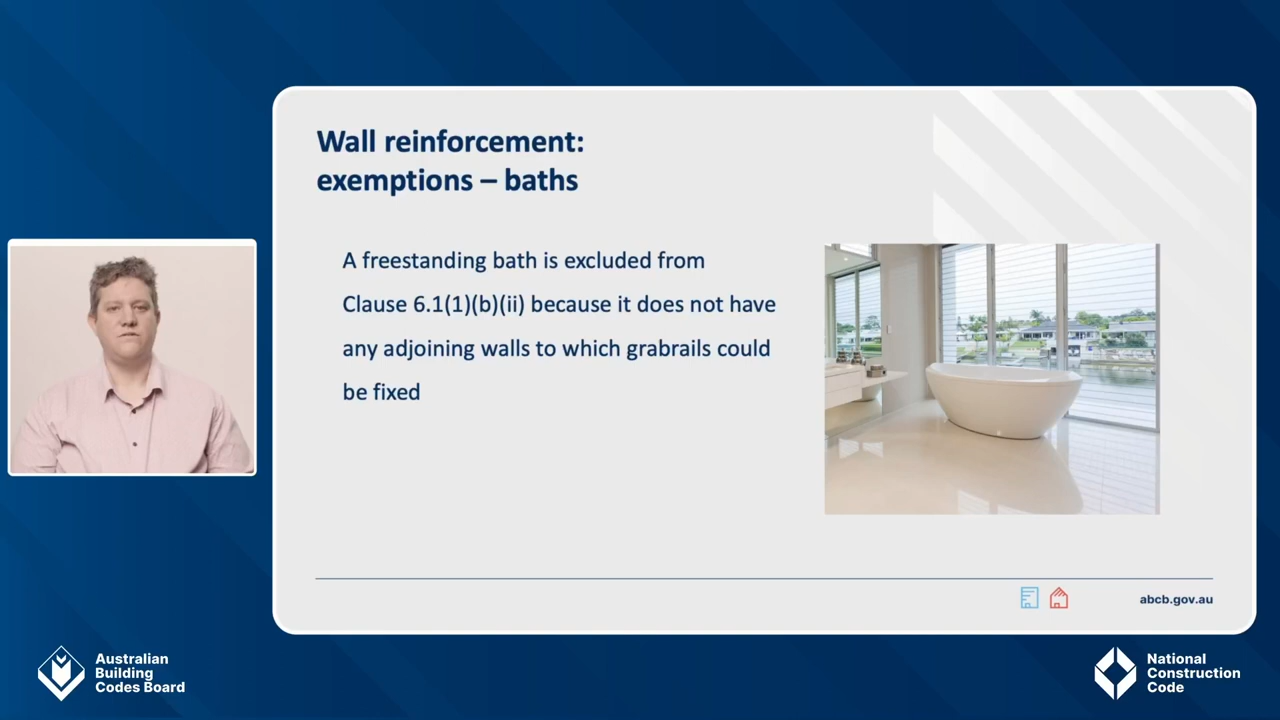 Wall reinforcement:
exemptions – baths
A freestanding bath is excluded from
Clause 6.1(1)(b)(ii) because it does not have
any adjoining walls to which grabrails could
be fixed
abcb.gov.au
Australian
Building
Codes Board
National
Construction
Code